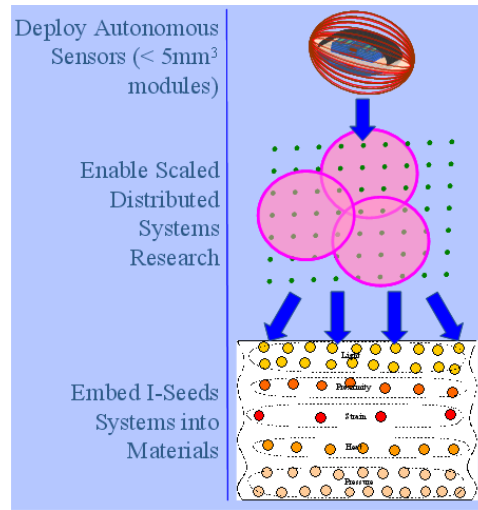 Deploy Autonomous
Sensors (< 5mm³
modules)
Enable Scaled
Distributed
Systems
Research
Embed I-Seeds
Systems into
Materials
Light
Proximity
Strain
Heat
Pressure